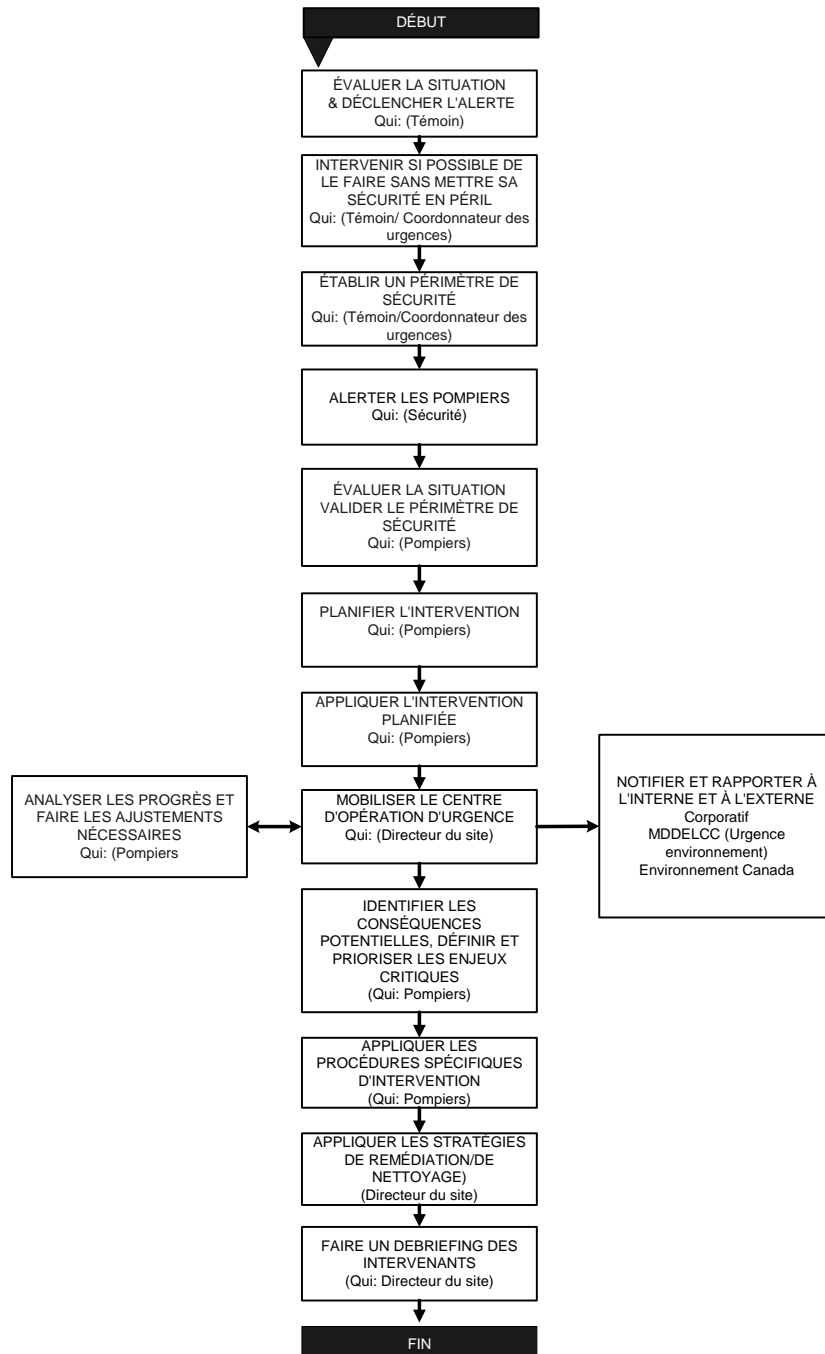 DÉBUT
ÉVALUER LA SITUATION
& DÉCLENCHER L'ALERTE
Qui: (Témoin)
INTERVENIR SI POSSIBLE DE
LE FAIRE SANS METTRE SA
SÉCURITÉ EN PÉRIL
Qui: (Témoin/ Coordonnateur des
urgences)
ÉTABLIR UN PÉRIMÈTRE DE
SÉCURITÉ
Qui: (Témoin/Coordonnateur des
urgences)
ALERTER LES POMPIERS
Qui: (Sécurité)
ÉVALUER LA SITUATION
VALIDER LE PÉRIMÈTRE DE
SÉCURITÉ
Qui: (Pompiers)
PLANIFIER L'INTERVENTION
Qui: (Pompiers)
APPLIQUER L'INTERVENTION
PLANIFIÉE
Qui: (Pompiers)
ANALYSER LES PROGRÈS ET
FAIRE LES AJUSTEMENTS
NÉCESSAIRES
Qui: (Pompiers
MOBILISER LE CENTRE
D'OPÉRATION D'URGENCE
Qui: (Directeur du site)
NOTIFIER ET RAPPORTER À
L'INTERNE ET À L'EXTERNE
Corporatif
MDDELCC (Urgence
environnement)
Environnement Canada
IDENTIFIER LES
CONSÉQUENCES
POTENTIELLES, DÉFINIR ET
PRIORISER LES ENJEUX
CRITIQUES
(Qui: Pompiers)
APPLIQUER LES
PROCÉDURES SPÉCIFIQUES
D'INTERVENTION
(Qui: Pompiers)
APPLIQUER LES STRATÉGIES
DE REMÉDIATION/DE
NETTOYAGE)
(Directeur du site)
FAIRE UN DEBRIEFING DES
INTERVENANTS
(Qui: Directeur du site)
FIN